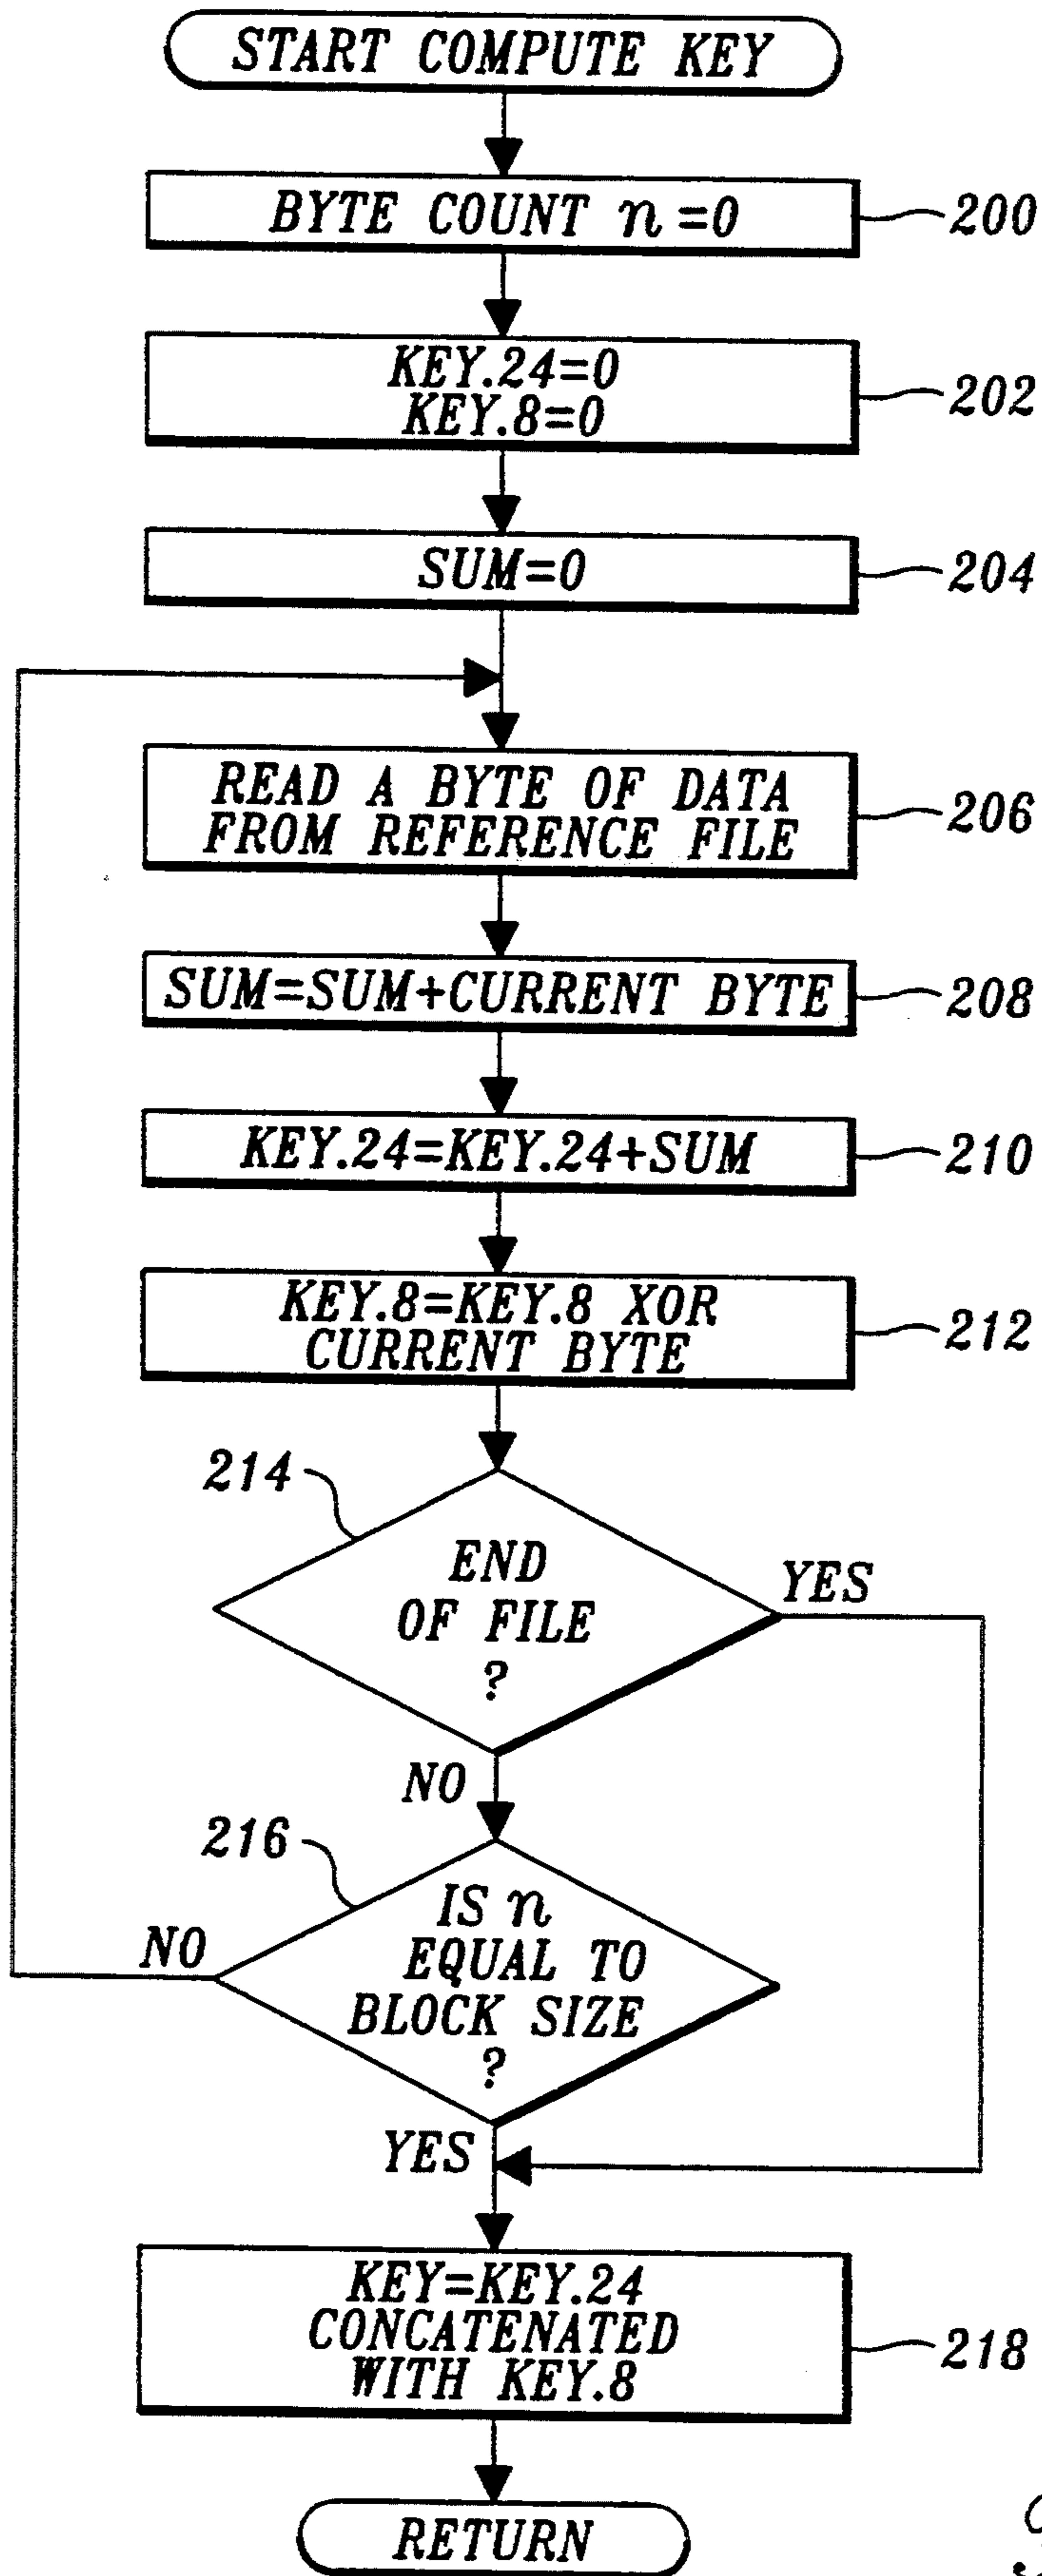 START COMPUTE KEY
BYTE COUNT n =0
200
KEY.24=0
KEY.8=0
202
SUM=0
204
READ A BYTE OF DATA
FROM REFERENCE FILE
206
SUM=SUM+CURRENT BYTE
208
KEY.24=KEY.24+SUM
210
KEY.8=KEY.8 XOR
CURRENT BYTE
212
214
END
OF FILE
?
YES
NO
216
IS n
EQUAL TO
BLOCK SIZE
?
NO
YES
KEY=KEY.24
CONCATENATED
WITH KEY.8
218
RETURN